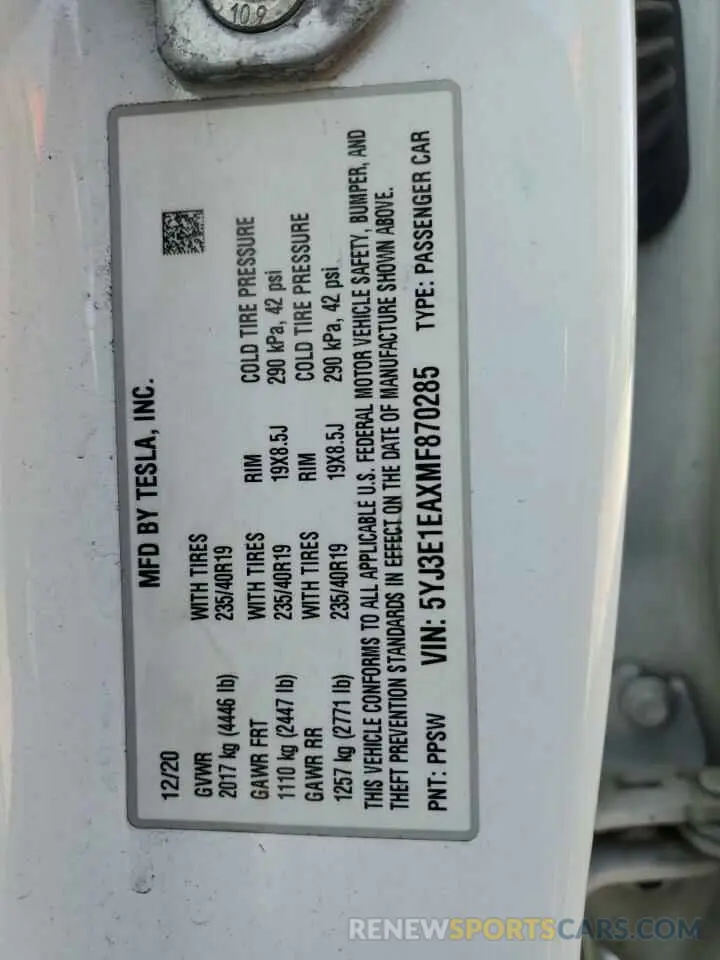 10.9
MFD BY TESLA, INC.
12/20
GVWR WITH TIRES
2017 kg (4446 lb) 235/40R19
GAWR FRT WITH TIRES RIM COLD TIRE PRESSURE
1110 kg (2447 lb) 235/40R19 19X8.5J 290 kPa, 42 psi
GAWR RR WITH TIRES RIM COLD TIRE PRESSURE
1257 kg (2771 lb) 235/40R19 19X8.5J 290 kPa, 42 psi
THIS VEHICLE CONFORMS TO ALL APPLICABLE U.S. FEDERAL MOTOR VEHICLE SAFETY, BUMPER, AND
THEFT PREVENTION STANDARDS IN EFFECT ON THE DATE OF MANUFACTURE SHOWN ABOVE.
PNT: PPSW VIN: 5YJ3E1EAXMF870285 TYPE: PASSENGER CAR
RENEWSPORTSCARS.COM